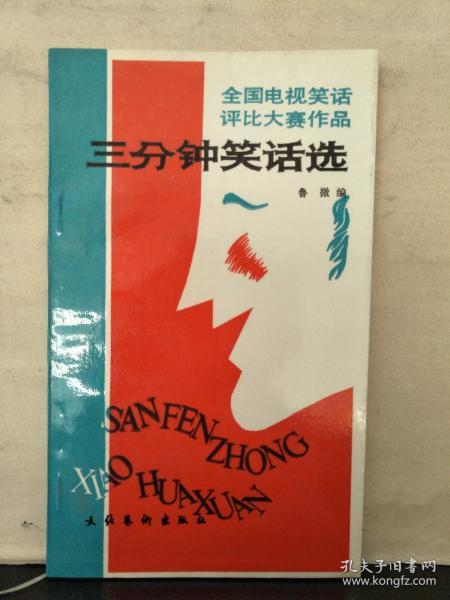 全国电视笑话
评比大赛作品
三分钟笑话选
鲁微编
SANFENZHONG
XIAO HUAXUAN
文化艺术出版社
孔夫子旧书网
www.kongfz.com